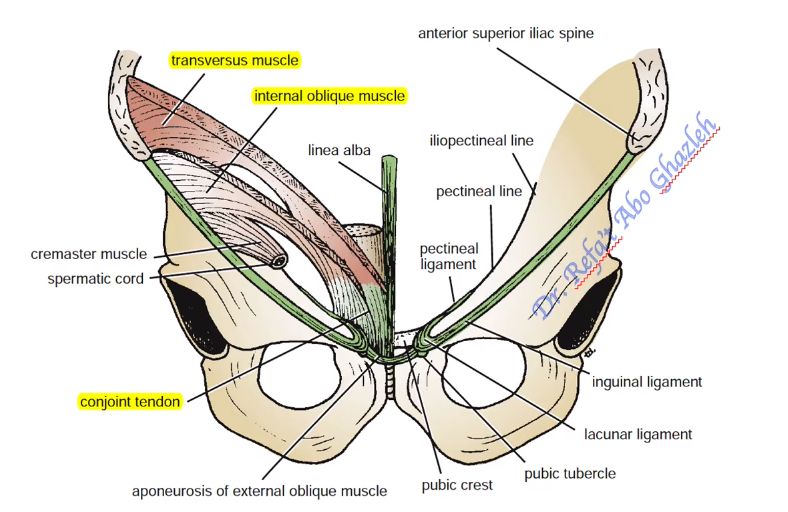 anterior superior iliac spine
transversus muscle
internal oblique muscle
linea alba
iliopectineal line
pectineal line
pectineal
ligament
cremaster muscle
spermatic cord
Dr. Refa't Abo Ghazleh
conjoint tendon
inguinal ligament
lacunar ligament
pubic tubercle
pubic crest
aponeurosis of external oblique muscle